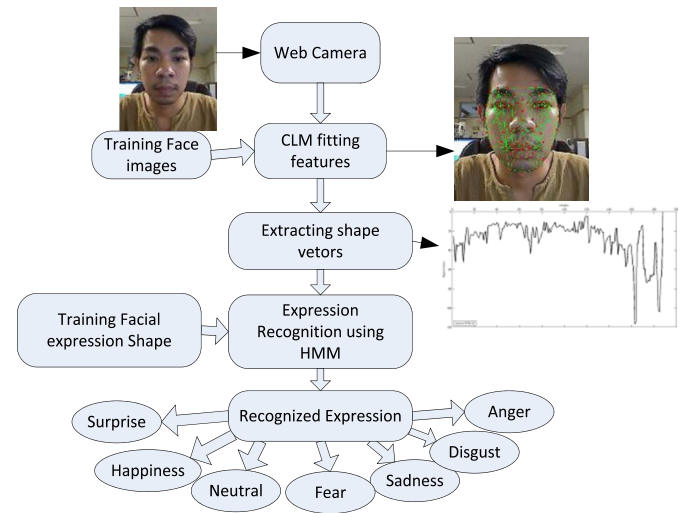 Web Camera
Training Face
images
CLM fitting
features
Extracting shape
vetors
Training Facial
expression Shape
Expression
Recognition using
HMM
Recognized Expression
Surprise
Anger
Happiness
Disgust
Neutral
Fear
Sadness